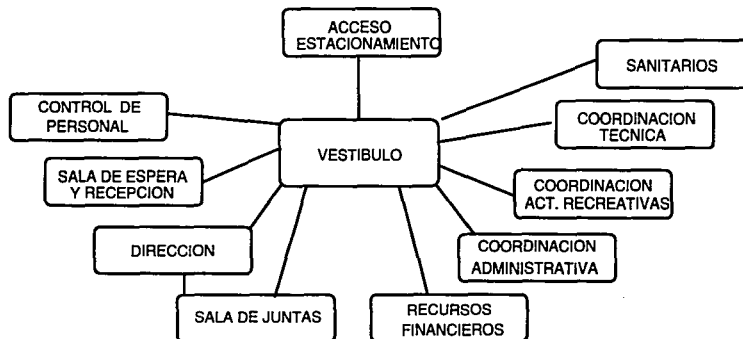 ACCESO
ESTACIONAMIENTO
SANITARIOS
CONTROL DE
PERSONAL
COORDINACION
TECNICA
VESTIBULO
SALA DE ESPERA
Y RECEPCION
COORDINACION
ACT. RECREATIVAS
DIRECCION
COORDINACION
ADMINISTRATIVA
SALA DE JUNTAS
RECURSOS
FINANCIEROS